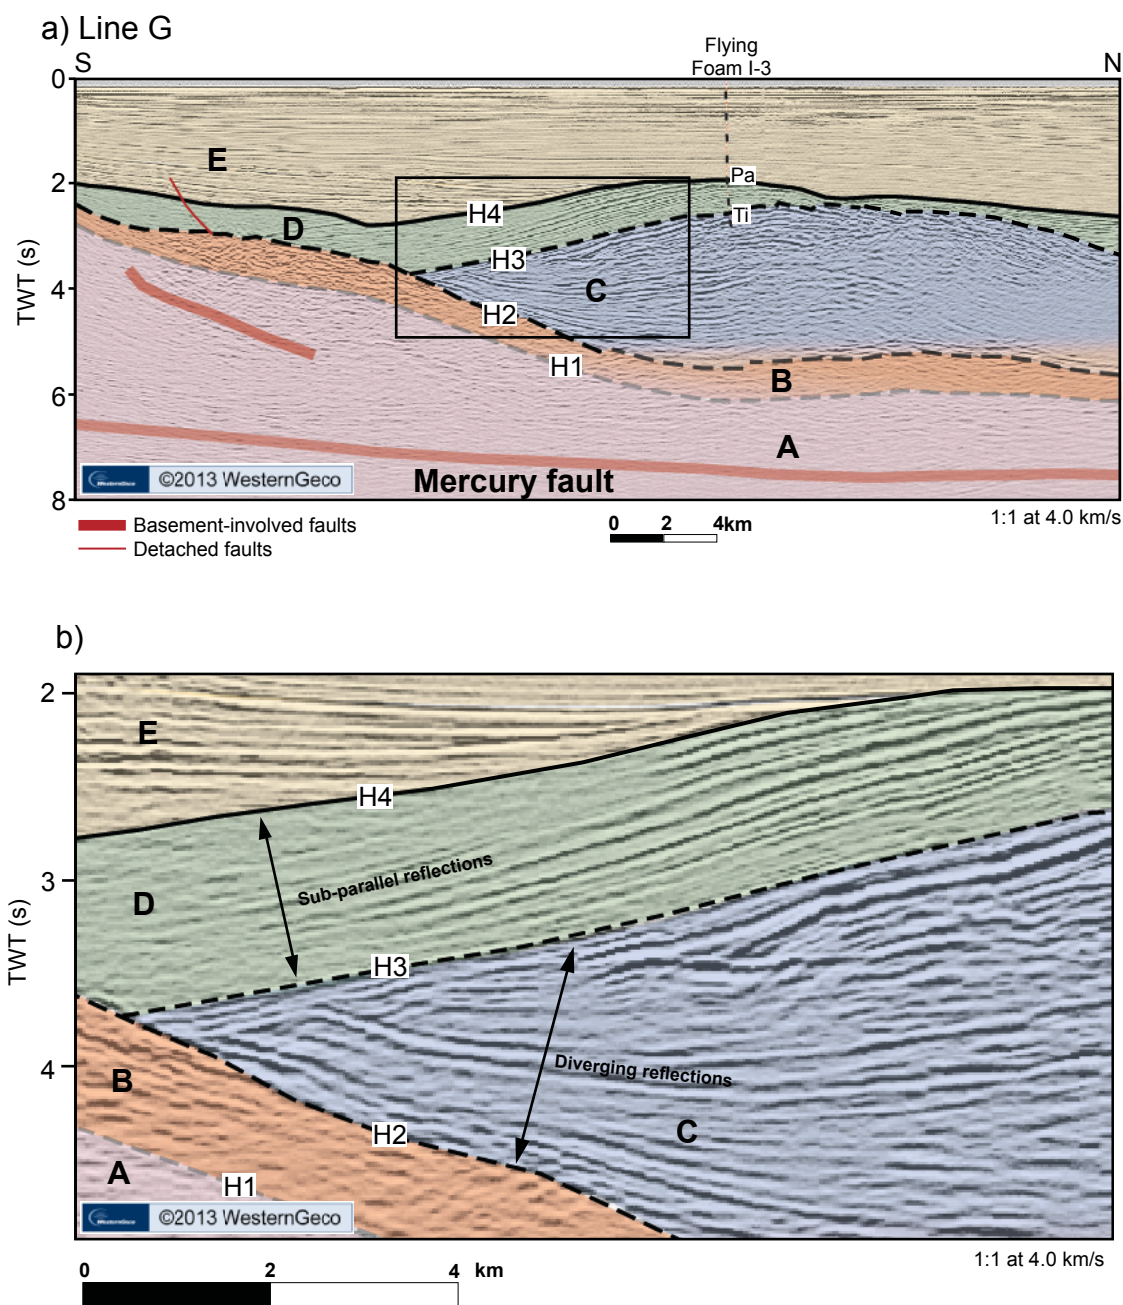 a) Line G
S
Flying
Foam I-3
N
0
2
4
6
8
TWT (s)
E
D
H4
Pa
Ti
H3
C
H2
H1
B
A
Mercury fault
WesternGeco
©2013 WesternGeco
Basement-involved faults
Detached faults
0 2 4km
1:1 at 4.0 km/s
b)
2
3
4
TWT (s)
E
H4
Sub-parallel reflections
D
H3
Diverging reflections
B
C
H2
A
H1
WesternGeco
©2013 WesternGeco
1:1 at 4.0 km/s
0 2 4 km